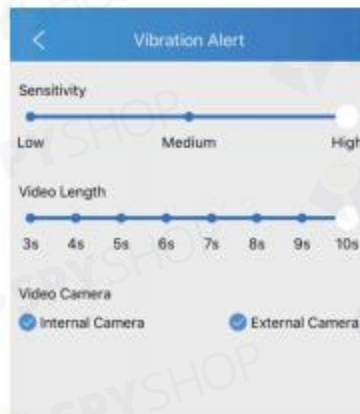 Vibration Alert
Sensitivity
Low Medium High
Video Length
3s 4s 5s 6s 7s 8s 9s 10s
Video Camera
Internal Camera External Camera
SPYSHOP